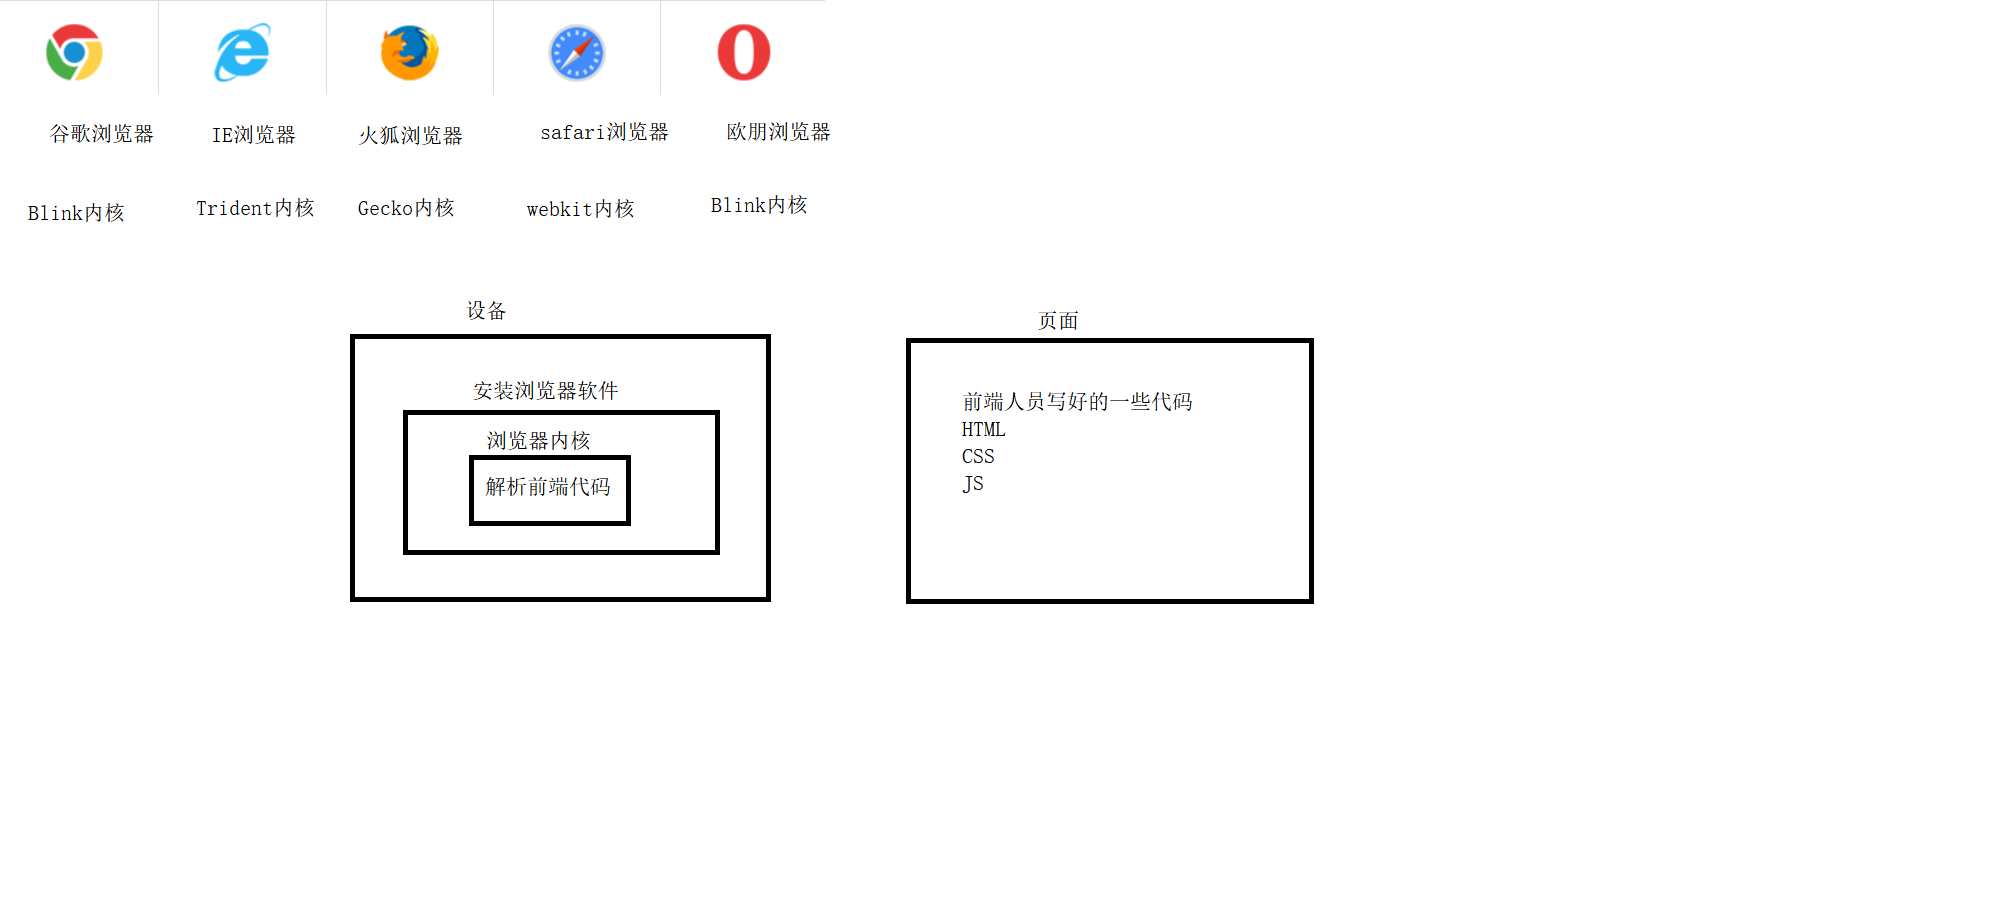 谷歌浏览器 IE浏览器 火狐浏览器 safari浏览器 欧朋浏览器
Blink内核 Trident内核 Gecko内核 webkit内核 Blink内核
设备
安装浏览器软件
浏览器内核
解析前端代码
页面
前端人员写好的一些代码
HTML
CSS
JS